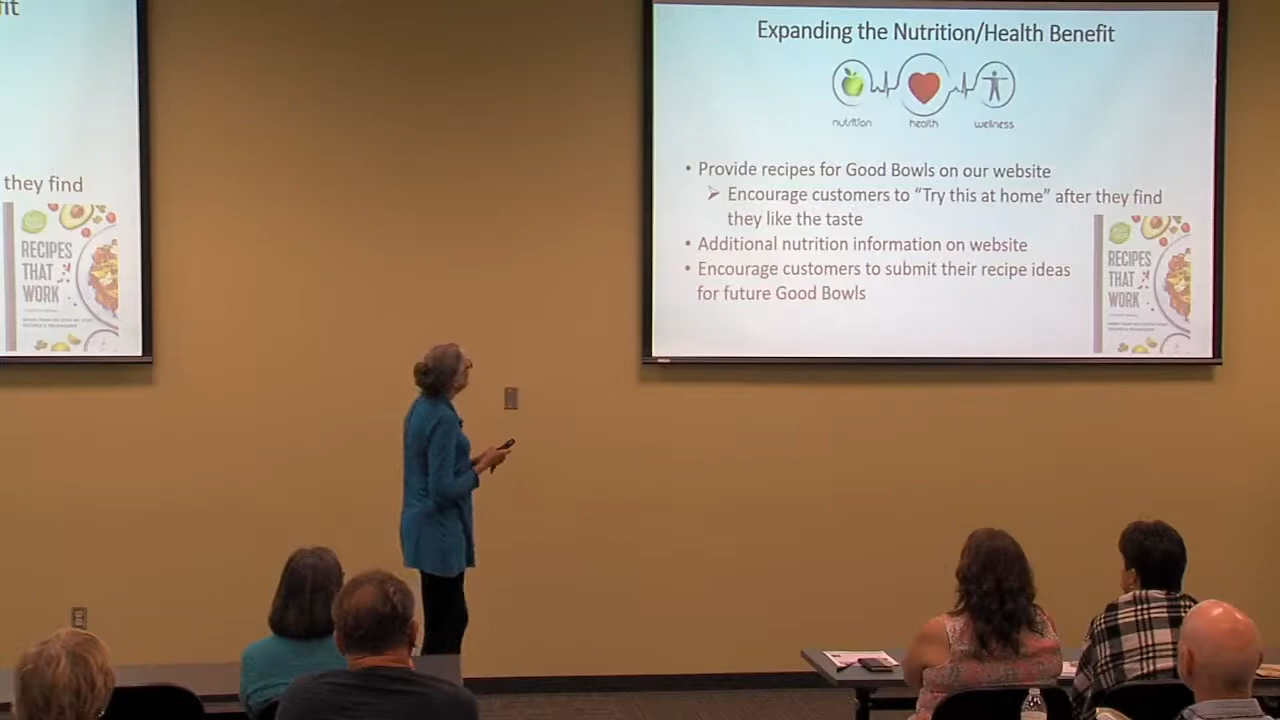 fit
they find
RECIPES
THAT
WORK
Expanding the Nutrition/Health Benefit
nutrition health wellness
• Provide recipes for Good Bowls on our website
Encourage customers to “Try this at home” after they find
they like the taste
• Additional nutrition information on website
• Encourage customers to submit their recipe ideas
for future Good Bowls
RECIPES
THAT
WORK